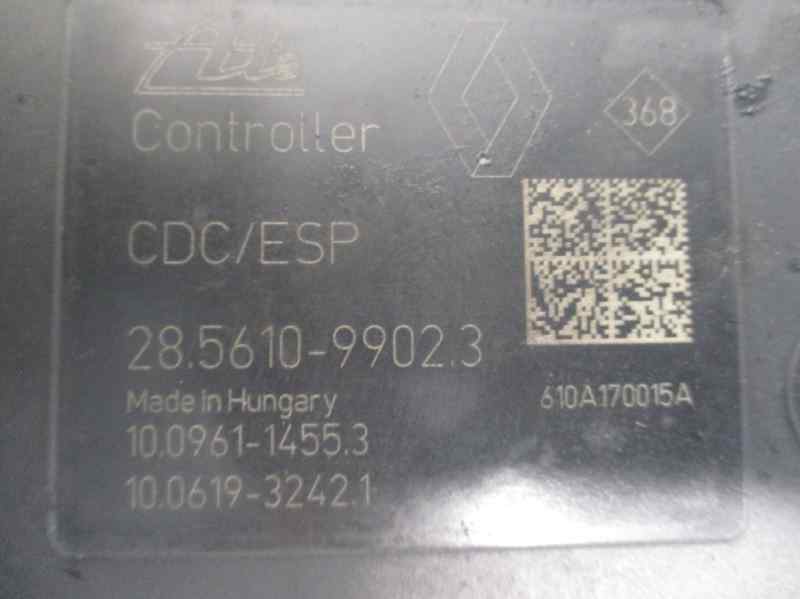 Ate
368
Controller
CDC/ESP
28.5610-9902.3
Made in Hungary
610A170015A
10.0961-1455.3
10.0619-3242.1